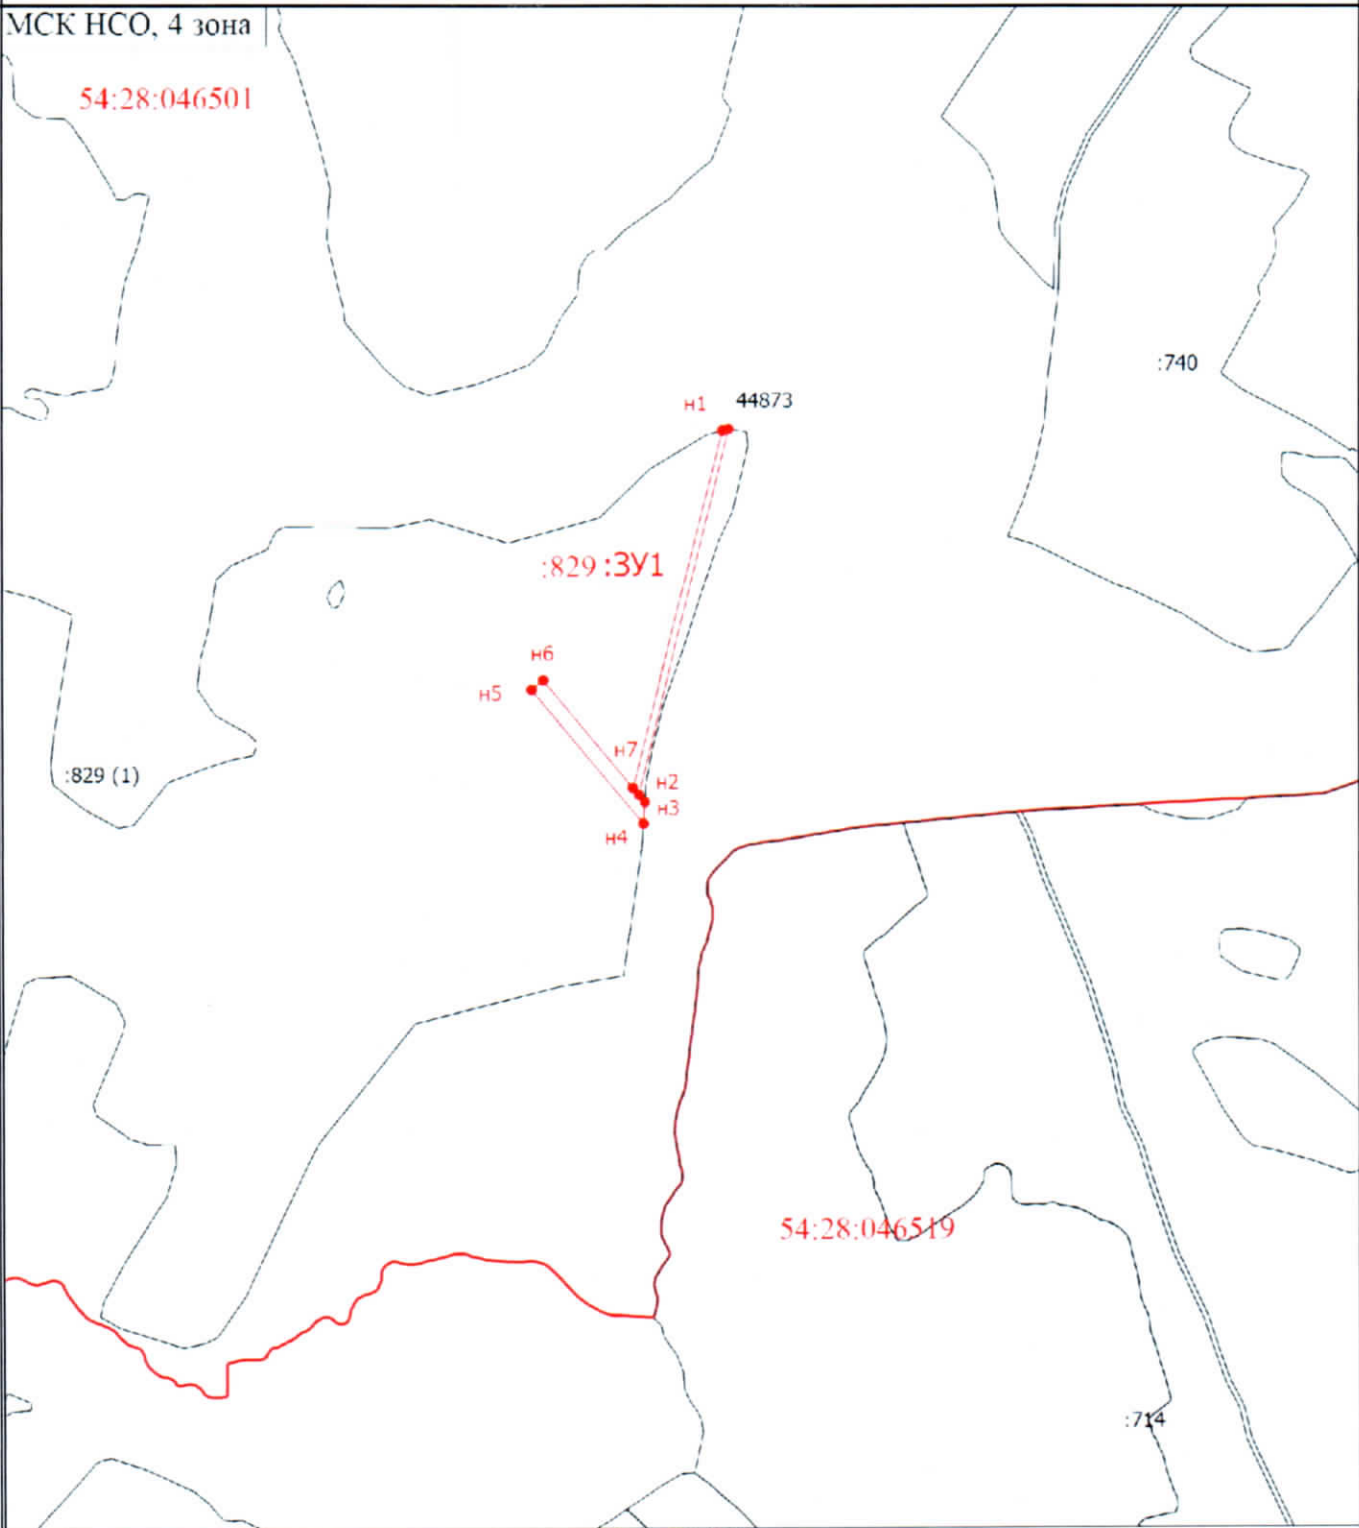 МСК НСО, 4 зона
54:28:046501
:740
н1 44873
:829 :ЗУ1
н6
н5
н7
:829 (1)
н2
н3
н4
54:28:046519
:714